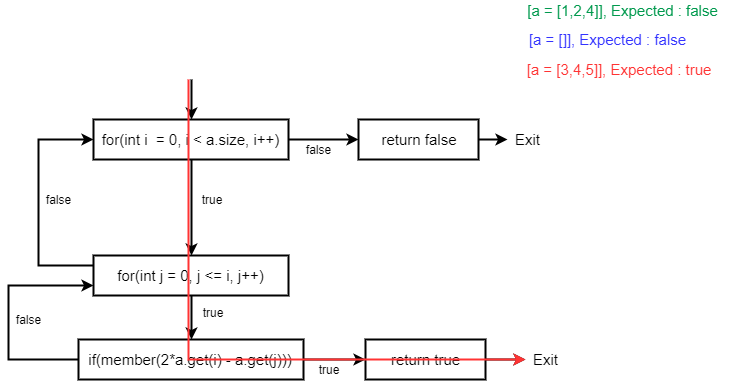 [a = [1,2,4]], Expected : false
[a = []], Expected : false
[a = [3,4,5]], Expected : true
for(int i  = 0, i < a.size, i++)
false
return false
Exit
false
true
for(int j = 0, j <= i, j++)
true
false
if(member(2*a.get(i) - a.get(j)))
true
return true
Exit